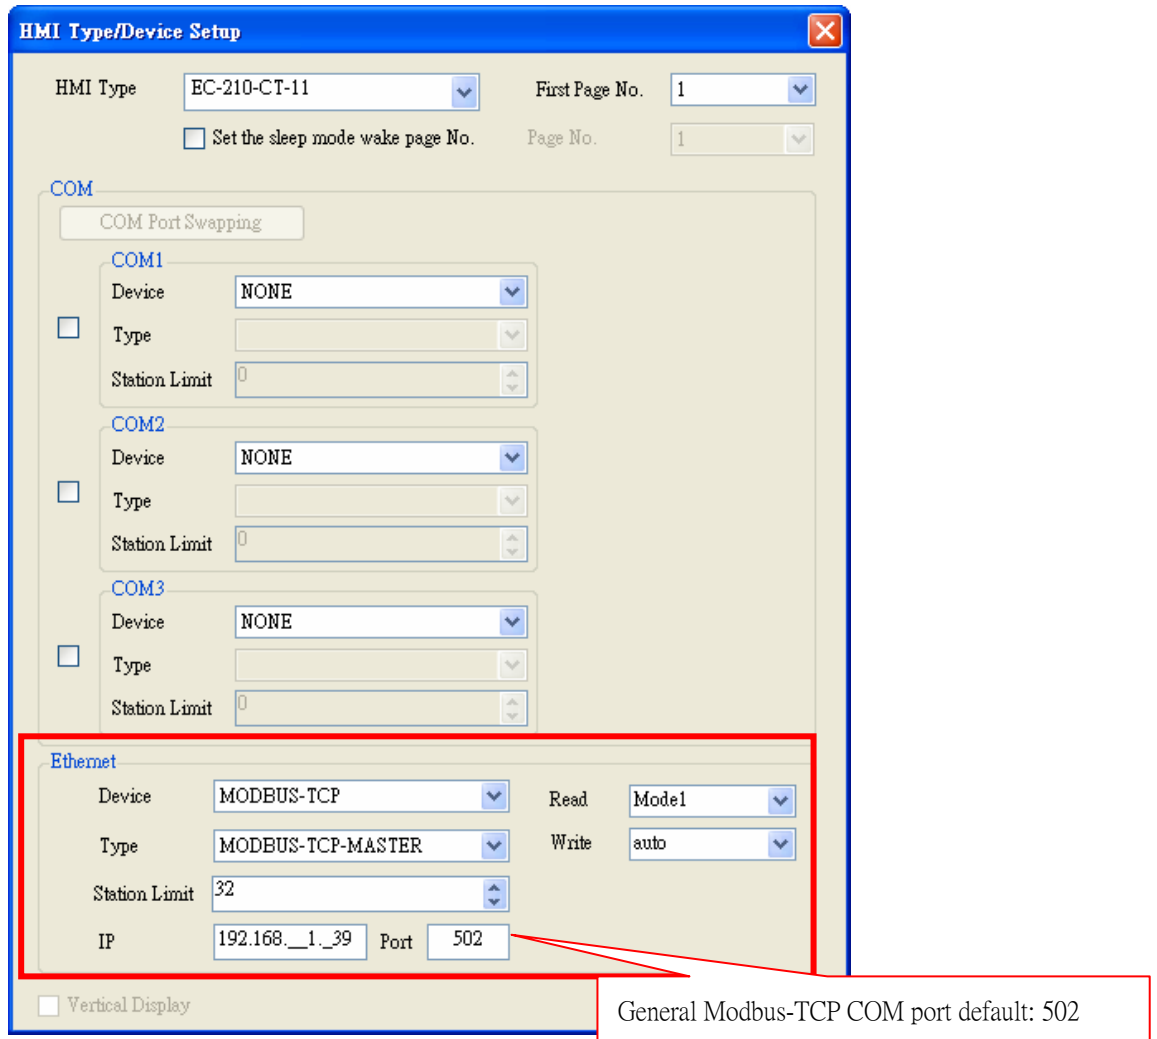 HMI Type/Device Setup
HMI Type EC-210-CT-11 First Page No. 1
Set the sleep mode wake page No. Page No. 1
COM
COM Port Swapping
COM1
Device NONE
Type
Station Limit 0
COM2
Device NONE
Type
Station Limit 0
COM3
Device NONE
Type
Station Limit 0
Ethernet
Device MODBUS-TCP Read Mode1
Type MODBUS-TCP-MASTER Write auto
Station Limit 32
IP 192.168.__1._39 Port 502
Vertical Display
General Modbus-TCP COM port default: 502